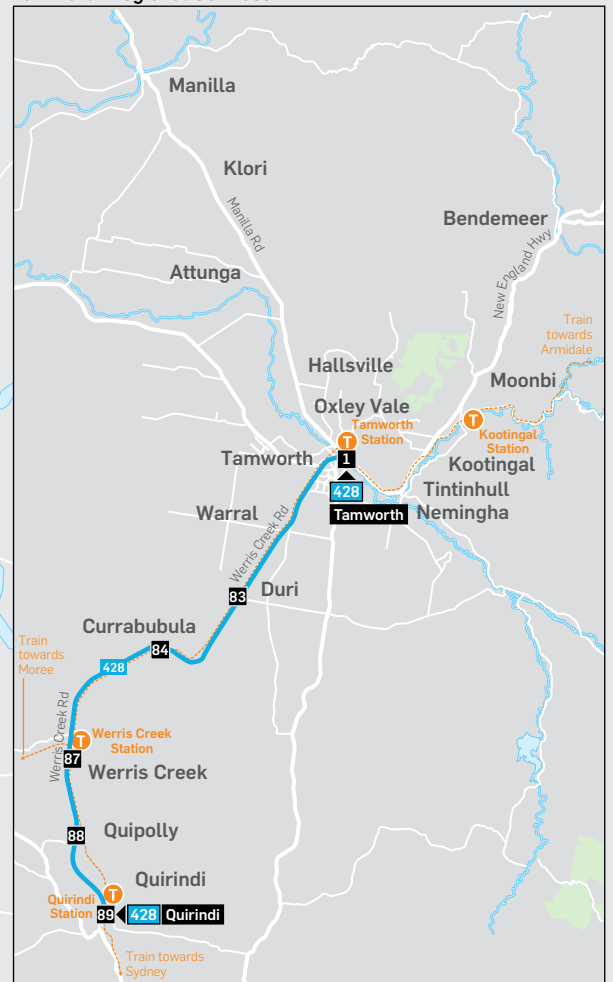 Manilla
Klori
Manilla Rd
Bendemeer
New England Hwy
Attunga
Train
towards
Armidale
Hallsville
Moonbi
Oxley Vale
T
Tamworth
Station
T
Kootingal
Station
Tamworth
1
Kootingal
428
Tintinhull
Tamworth
Nemingha
Warral
Werris Creek Rd
83
Duri
Currabubula
84
Train
towards
Moree
428
Werris Creek Rd
T
Werris Creek
Station
87
Werris Creek
88
Quipolly
Quirindi
T
Quirindi
Station
89
428
Quirindi
Train towards
Sydney